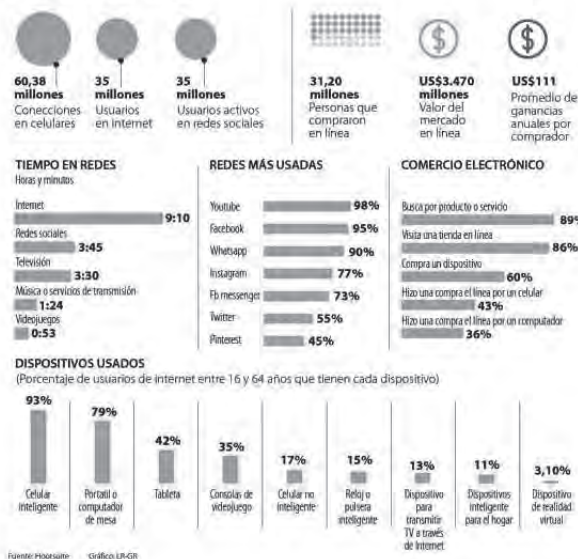 60,38
millones
Conecciones
en celulares
35
millones
Usuarios
en internet
35
millones
Usuarios activos
en redes sociales
31,20
millones
Personas que
compraron
en línea
US$3.470
millones
Valor del
mercado
en línea
US$111
Promedio de
ganancias
anuales por
comprador
TIEMPO EN REDES
Horas y minutos
Internet
9:10
Redes sociales
3:45
Televisión
3:30
Música o servicios de transmisión
1:24
Videojuegos
0:53
REDES MÁS USADAS
Youtube 98%
Facebook 95%
Whatsapp 90%
Instagram 77%
Fb messenger 73%
Twitter 55%
Pinterest 45%
COMERCIO ELECTRÓNICO
Busca por producto o servicio
89%
Visita una tienda en línea
86%
Compra un dispositivo
60%
Hizo una compra el línea por un celular
43%
Hizo una compra el línea por un computador
36%
DISPOSITIVOS USADOS
(Porcentaje de usuarios de internet entre 16 y 64 años que tienen cada dispositivo)
93%
Celular
inteligente
79%
Portatil o
computador
de mesa
42%
Tableta
35%
Consolas de
videojuego
17%
Celular no
inteligente
15%
Reloj o
pulsera
inteligente
13%
Dispositivo
para
transmitir
TV a través
de Internet
11%
Dispositivos
inteligente
para el hogar
3,10%
Dispositivo
de realidad
virtual
Fuente: Hootsuite Gráfico: LR-GR